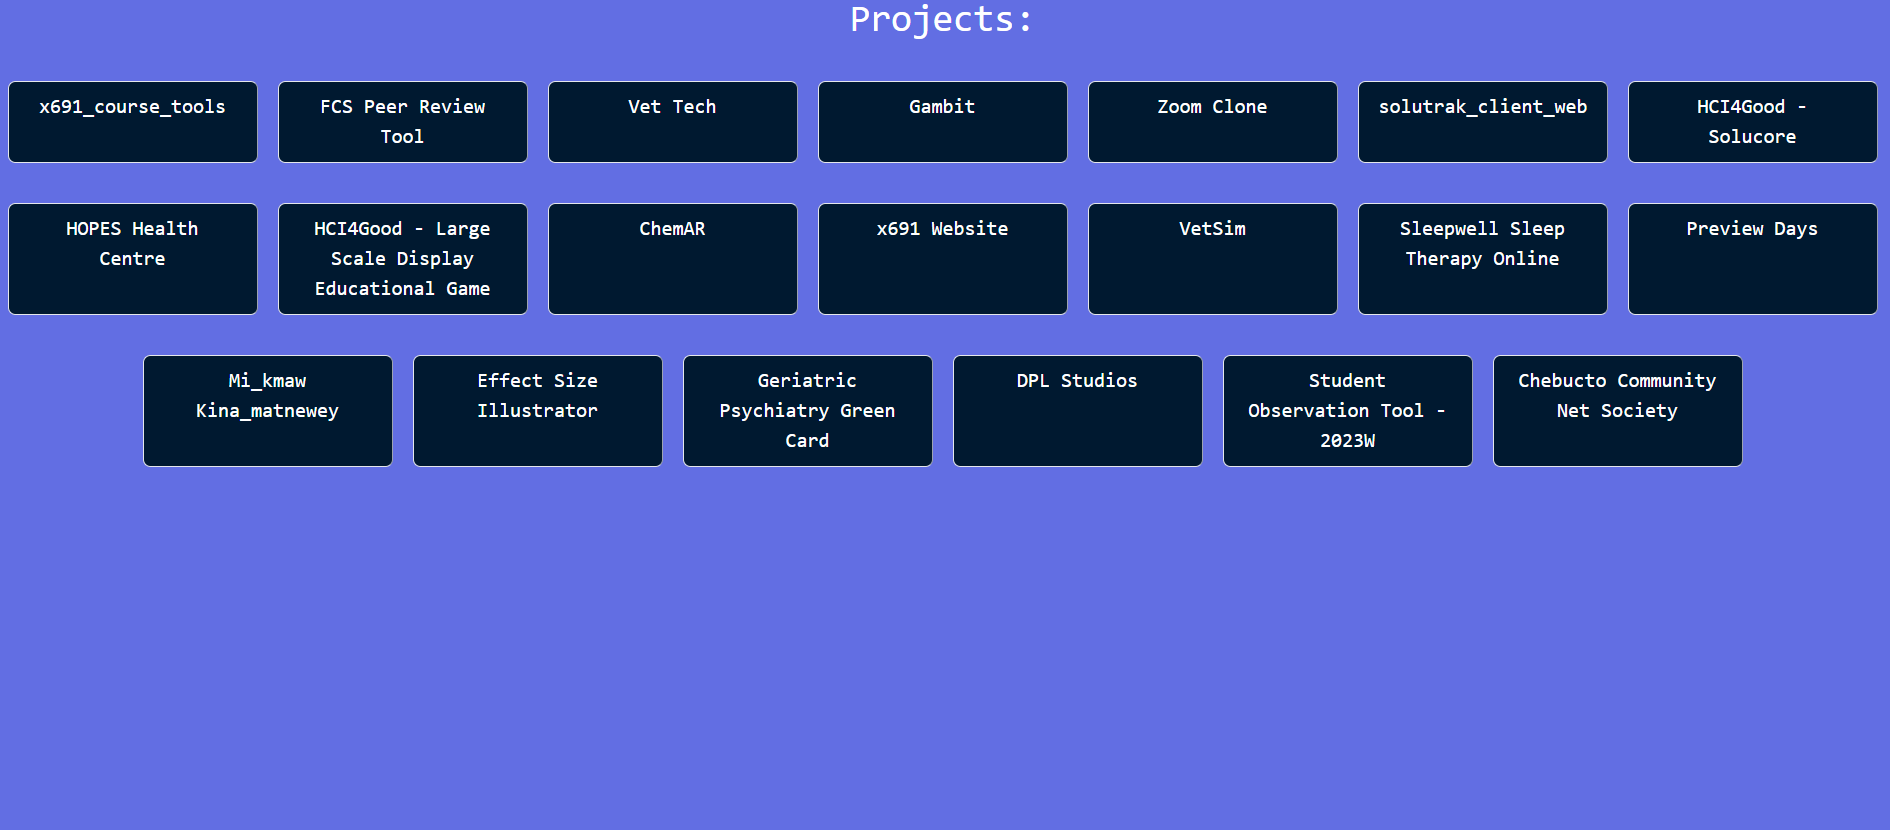 Projects:
x691_course_tools
FCS Peer Review
Tool
Vet Tech
Gambit
Zoom Clone
solutrak_client_web
HCI4Good -
Solucore
HOPES Health
Centre
HCI4Good - Large
Scale Display
Educational Game
ChemAR
x691 Website
VetSim
Sleepwell Sleep
Therapy Online
Preview Days
Mi_kmaw
Kina_matnewey
Effect Size
Illustrator
Geriatric
Psychiatry Green
Card
DPL Studios
Student
Observation Tool -
2023W
Chebucto Community
Net Society